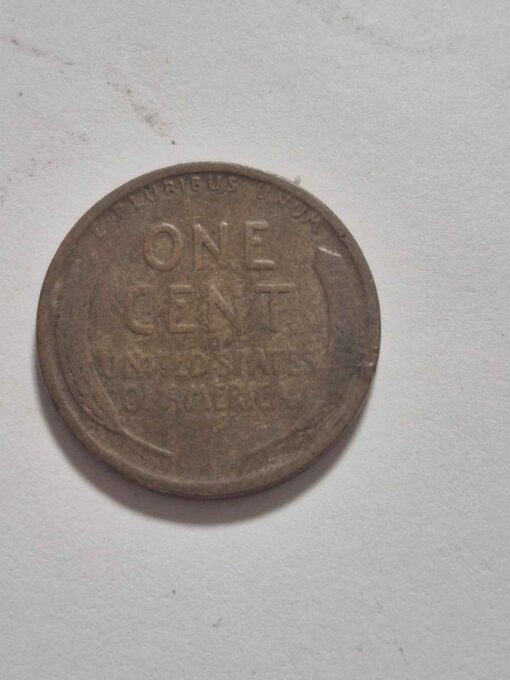 E PLURIBUS UNUM
ONE
CENT
UNITED STATES
OF AMERICA